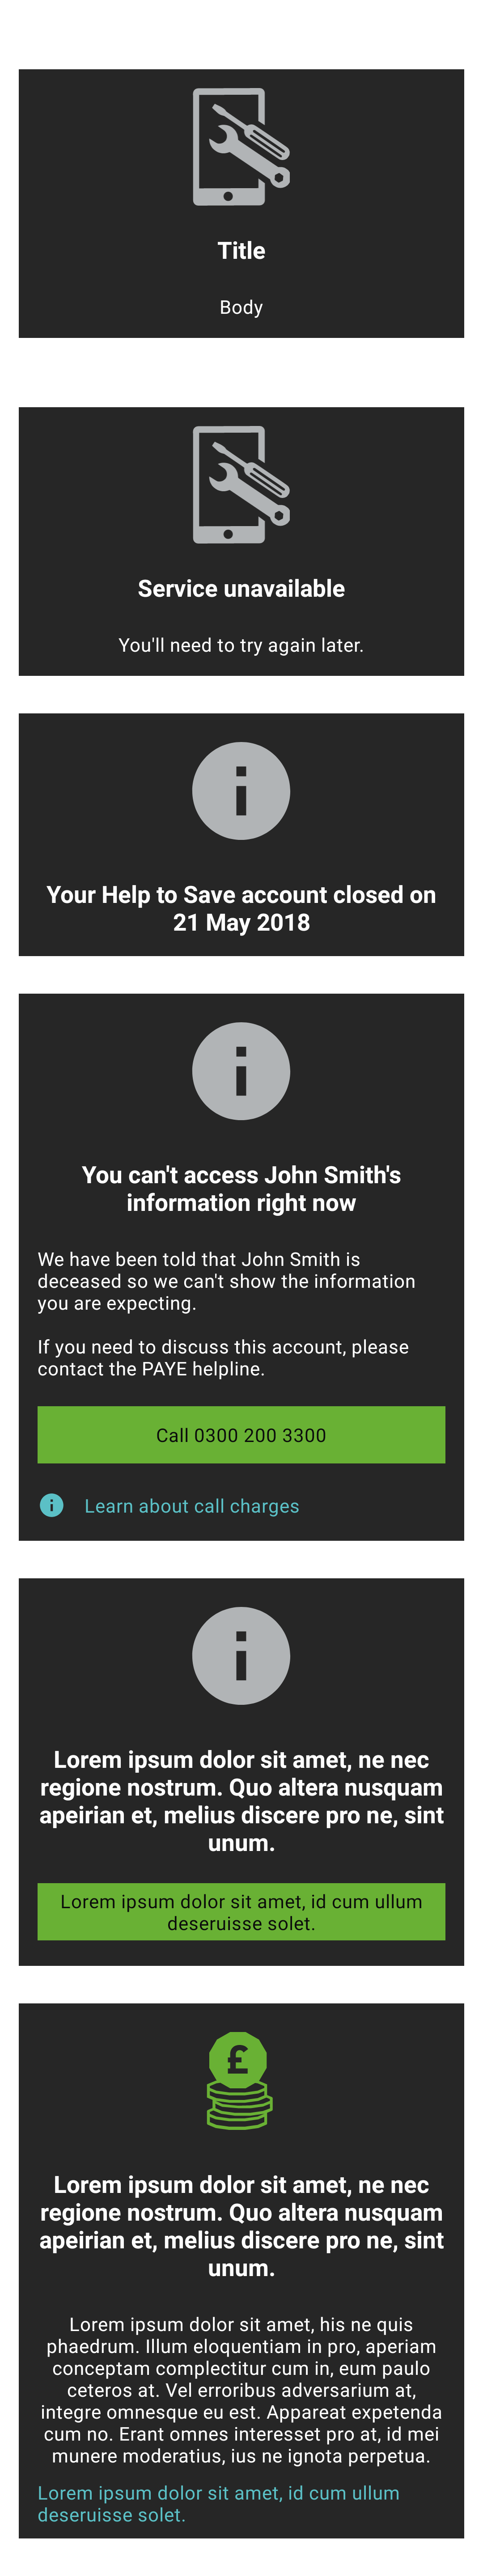 Title
Body
Service unavailable
You'll need to try again later.
Your Help to Save account closed on
21 May 2018
You can't access John Smith's
information right now
We have been told that John Smith is
deceased so we can't show the information
you are expecting.
If you need to discuss this account, please
contact the PAYE helpline.
Call 0300 200 3300
Learn about call charges
Lorem ipsum dolor sit amet, ne nec
regione nostrum. Quo altera nusquam
apeirian et, melius discere pro ne, sint
unum.
Lorem ipsum dolor sit amet, id cum ullum
deseruisse solet.
£
Lorem ipsum dolor sit amet, ne nec
regione nostrum. Quo altera nusquam
apeirian et, melius discere pro ne, sint
unum.
Lorem ipsum dolor sit amet, his ne quis
phaedrum. Illum eloquentiam in pro, aperiam
conceptam complectitur cum in, eum paulo
ceteros at. Vel erroribus adversarium at,
integre omnesque eu est. Appareat expetenda
cum no. Erant omnes interesset pro at, id mei
munere moderatius, ius ne ignota perpetua.
Lorem ipsum dolor sit amet, id cum ullum
deseruisse solet.